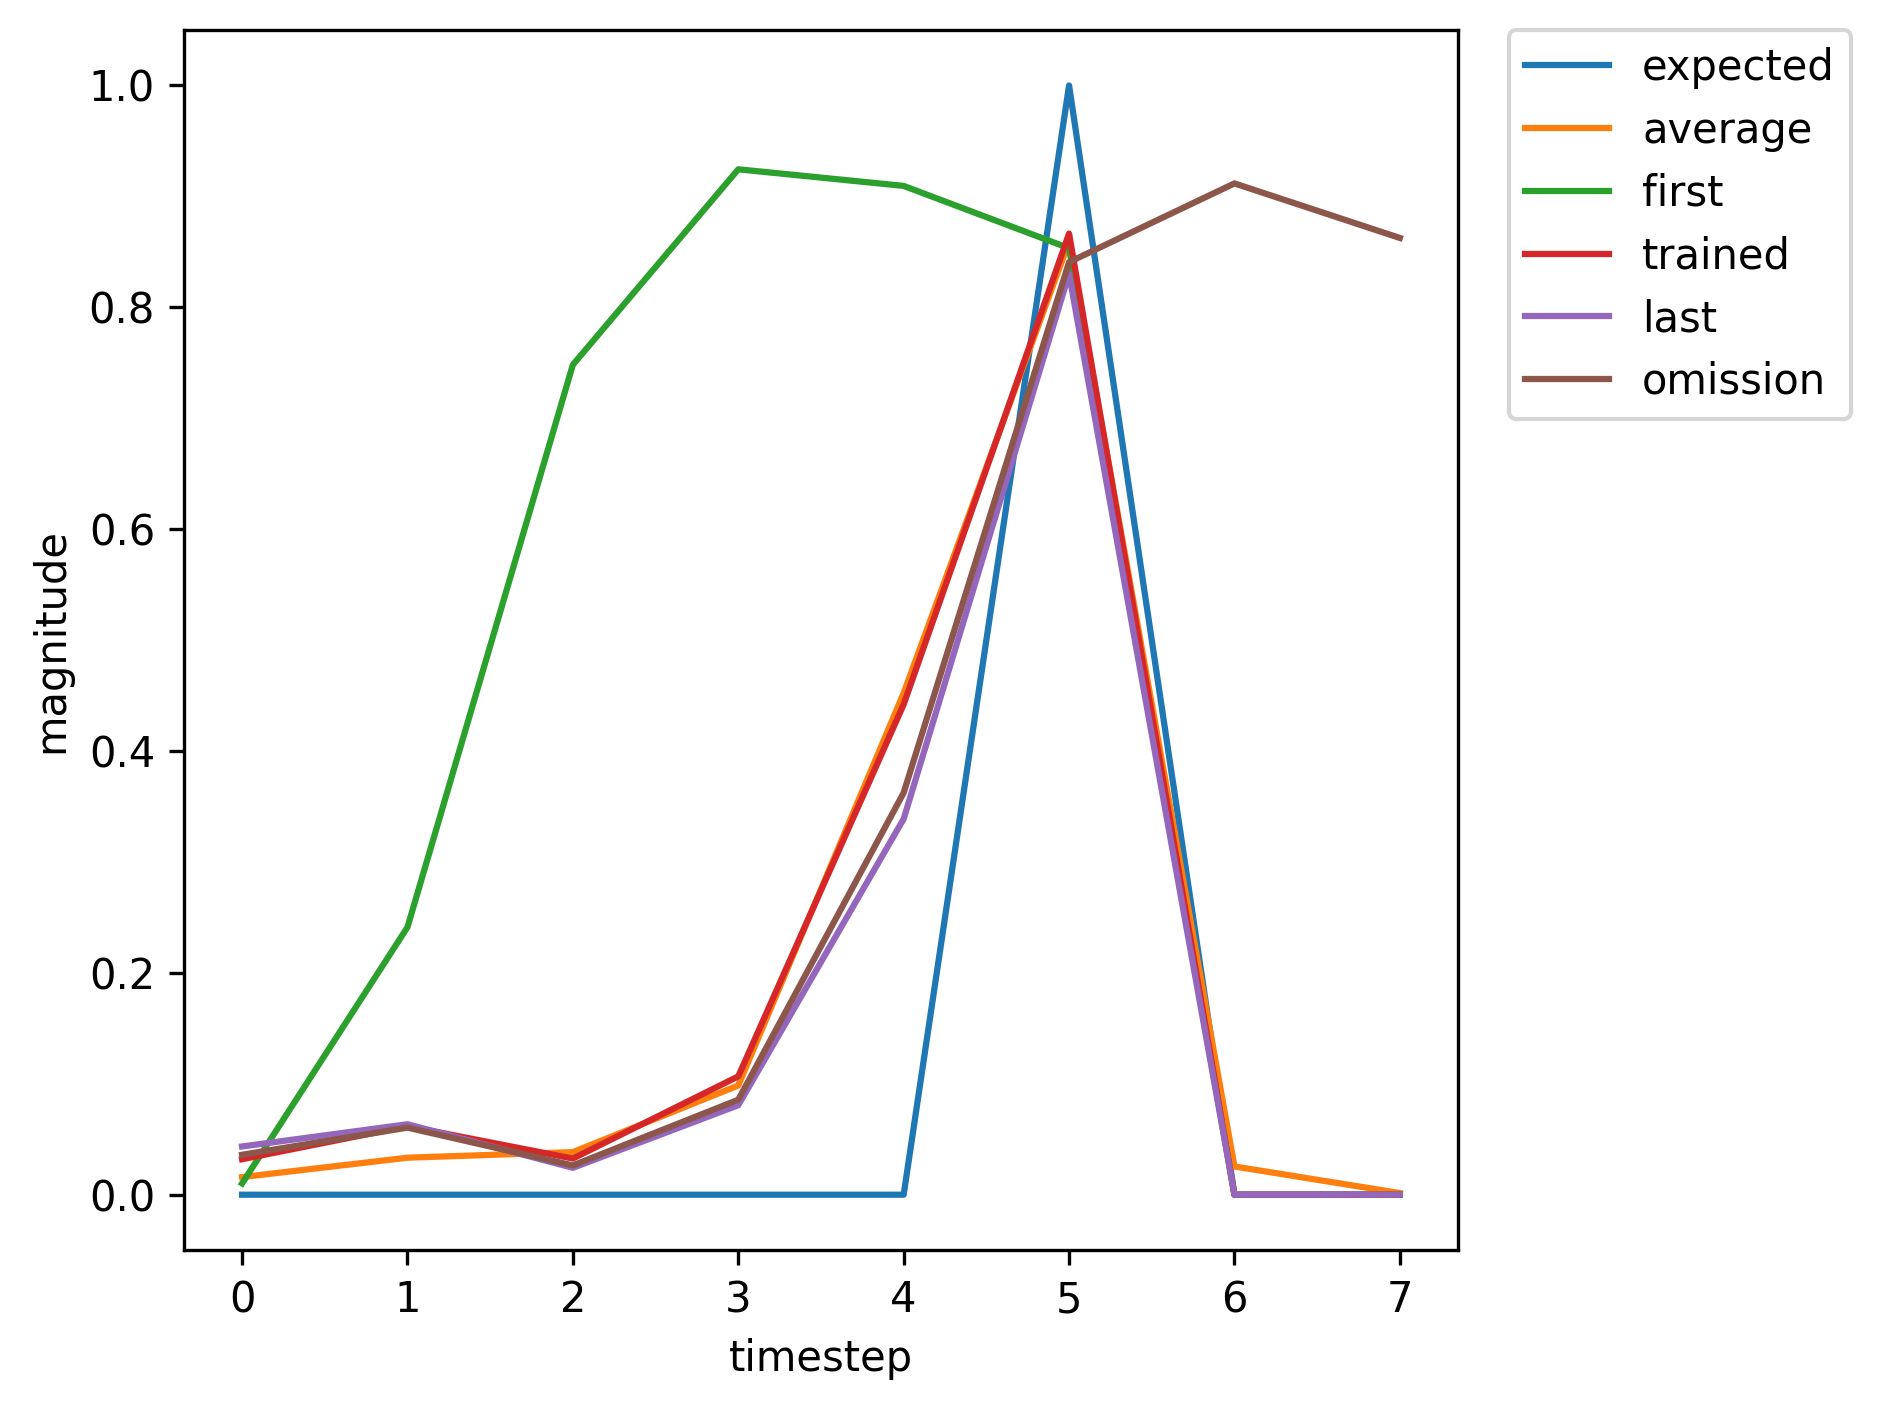 1.0
0.8
0.6
0.4
0.2
0.0
magnitude
0 1 2 3 4 5 6 7
timestep
expected
average
first
trained
last
omission